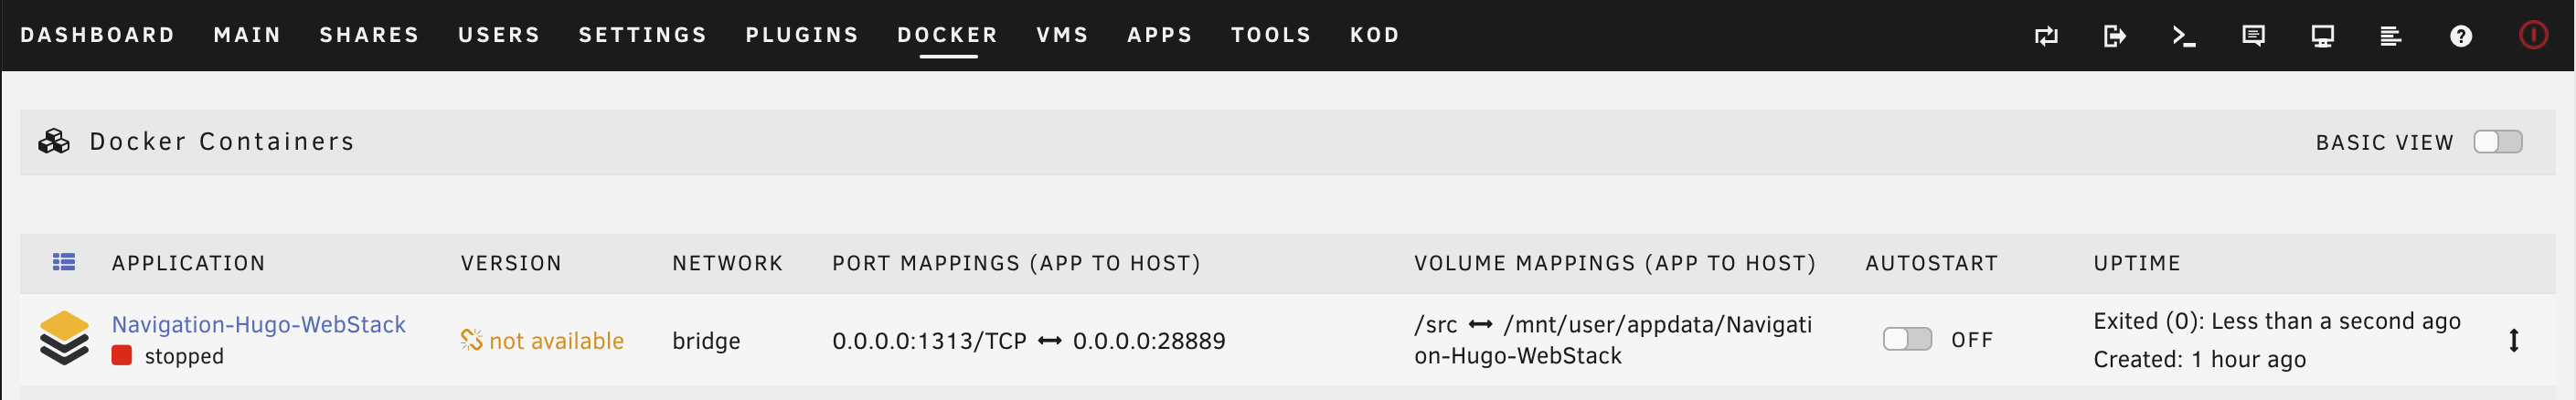 DASHBOARD MAIN SHARES USERS SETTINGS PLUGINS DOCKER VMS APPS TOOLS KOD
Docker Containers
BASIC VIEW
APPLICATION VERSION NETWORK PORT MAPPINGS (APP TO HOST) VOLUME MAPPINGS (APP TO HOST) AUTOSTART UPTIME
Navigation-Hugo-WebStack
stopped
not available
bridge
0.0.0.0:1313/TCP ↔ 0.0.0.0:28889
/src ↔ /mnt/user/appdata/Navigati
on-Hugo-WebStack
OFF
Exited (0): Less than a second ago
Created: 1 hour ago